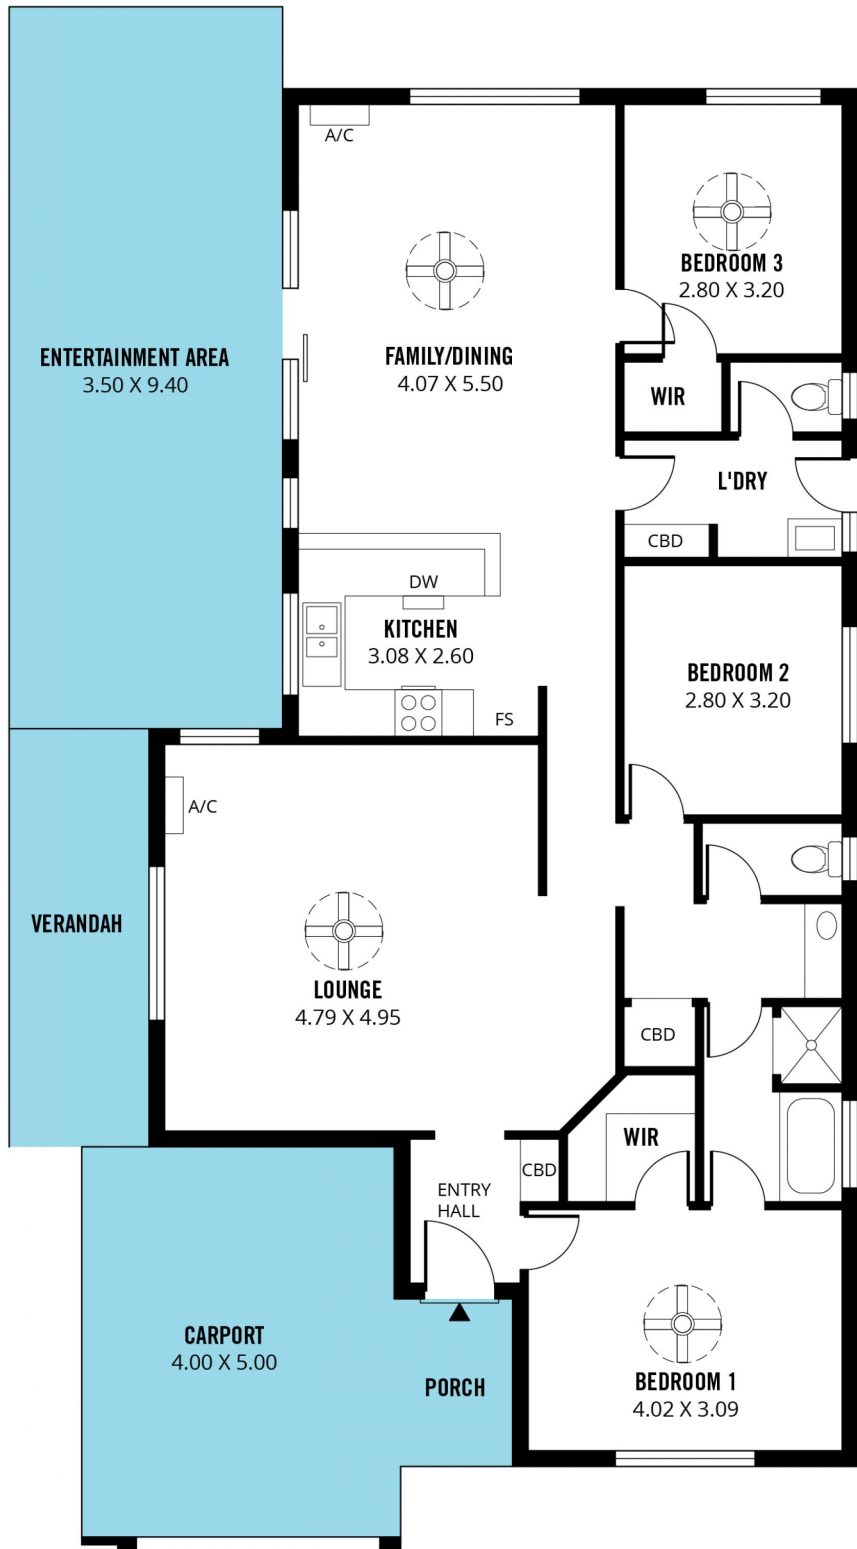 A/C
BEDROOM 3
2.80 X 3.20
ENTERTAINMENT AREA
3.50 X 9.40
FAMILY/DINING
4.07 X 5.50
WIR
L'DRY
CBD
DW
KITCHEN
3.08 X 2.60
FS
BEDROOM 2
2.80 X 3.20
A/C
VERANDAH
LOUNGE
4.79 X 4.95
CBD
WIR
CBD
ENTRY
HALL
CARPORT
4.00 X 5.00
PORCH
BEDROOM 1
4.02 X 3.09